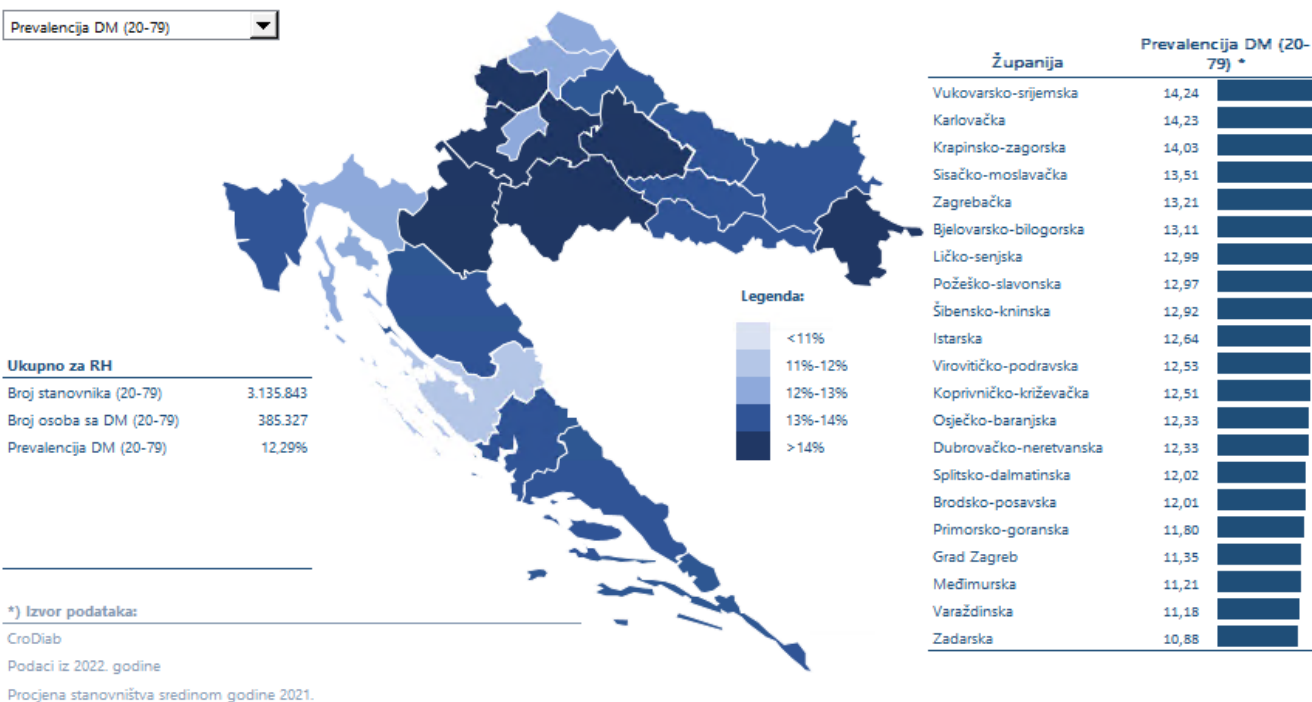 Prevalencija DM (20-79)
Županija Prevalencija DM (20-
79) *
Vukovarsko-srijemska 14,24
Karlovačka 14,23
Krapinsko-zagorska 14,03
Sisačko-moslavačka 13,51
Zagrebačka 13,21
Bjelovarsko-bilogorska 13,11
Ličko-senjska 12,99
Požeško-slavonska 12,97
Šibensko-kninska 12,92
Istarska 12,64
Virovitičko-podravska 12,53
Koprivničko-križevačka 12,51
Osječko-baranjska 12,33
Dubrovačko-neretvanska 12,33
Splitsko-dalmatinska 12,02
Brodsko-posavska 12,01
Primorsko-goranska 11,80
Grad Zagreb 11,35
Međimurska 11,21
Varaždinska 11,18
Zadarska 10,88
Legenda:
<11%
11%-12%
12%-13%
13%-14%
>14%
Ukupno za RH
Broj stanovnika (20-79) 3.135.843
Broj osoba sa DM (20-79) 385.327
Prevalencija DM (20-79) 12,29%
*) Izvor podataka:
CroDiab
Podaci iz 2022. godine
Procjena stanovništva sredinom godine 2021.